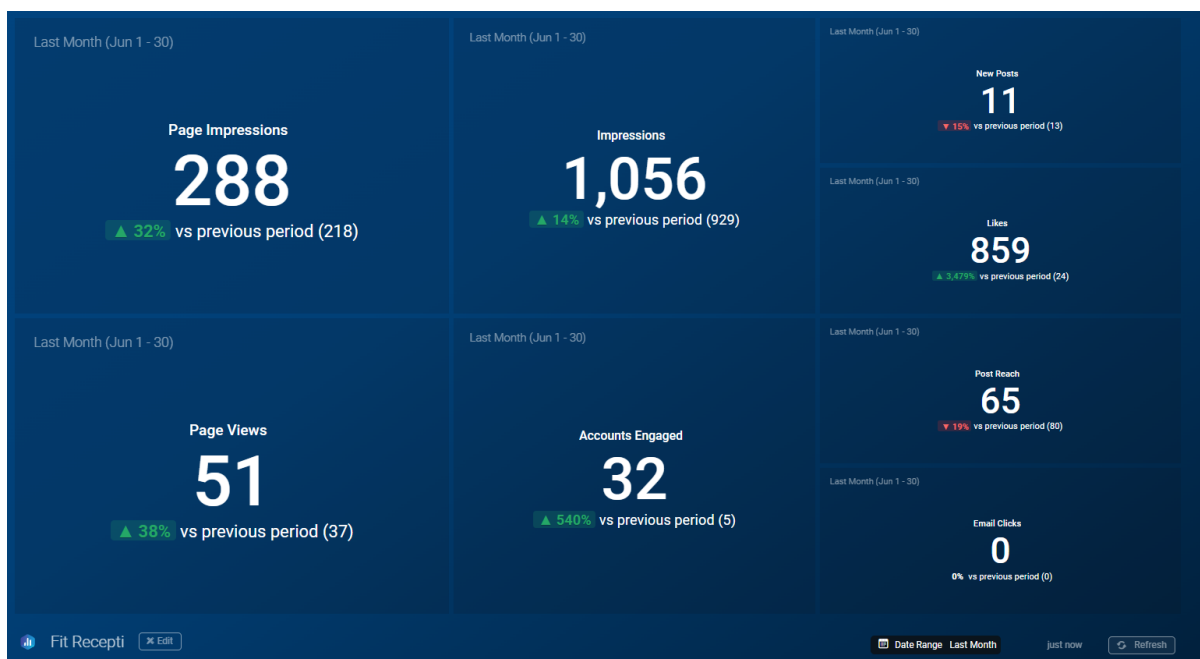 Last Month (Jun 1 - 30)
Page Impressions
288
▲ 32% vs previous period (218)
Last Month (Jun 1 - 30)
Impressions
1,056
▲ 14% vs previous period (929)
Last Month (Jun 1 - 30)
New Posts
11
▼ 15% vs previous period (13)
Last Month (Jun 1 - 30)
Likes
859
▲ 3,479% vs previous period (24)
Last Month (Jun 1 - 30)
Page Views
51
▲ 38% vs previous period (37)
Last Month (Jun 1 - 30)
Accounts Engaged
32
▲ 540% vs previous period (5)
Last Month (Jun 1 - 30)
Post Reach
65
▼ 19% vs previous period (80)
Last Month (Jun 1 - 30)
Email Clicks
0
0% vs previous period (0)
Fit Recepti Edit Date Range Last Month just now Refresh